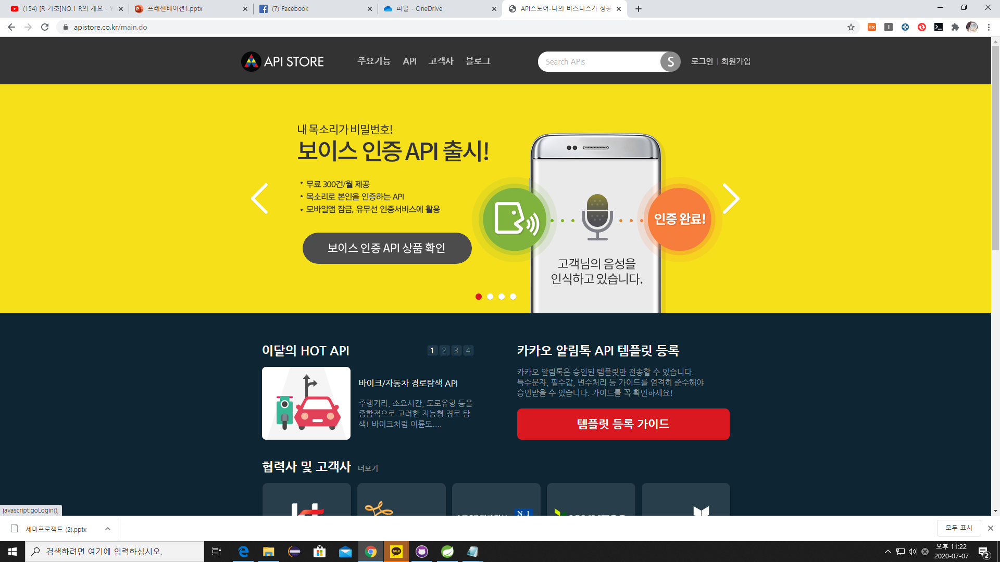 (154) [R 기초]NO.1 R의 개요 - Y
프레젠테이션1.pptx
(7) Facebook
파일 - OneDrive
API스토어-나의 비즈니스가 성공
apistore.co.kr/main.do
API STORE
주요기능
API
고객사
블로그
Search APIs
S
로그인 | 회원가입
내 목소리가 비밀번호!
보이스 인증 API 출시!
• 무료 300건/월 제공
• 목소리로 본인을 인증하는 API
• 모바일앱 잠금, 유무선 인증서비스에 활용
보이스 인증 API 상품 확인
인증 완료!
고객님의 음성을
인식하고 있습니다.
이달의 HOT API
1 2 3 4
바이크/자동차 경로탐색 API
주행거리, 소요시간, 도로유형 등을
종합적으로 고려한 지능형 경로 탐
색! 바이크처럼 이륜도....
카카오 알림톡 API 템플릿 등록
카카오 알림톡은 승인된 템플릿만 전송할 수 있습니다.
특수문자, 필수값, 변수처리 등 가이드를 엄격히 준수해야
승인받을 수 있습니다. 가이드를 꼭 확인하세요!
템플릿 등록 가이드
협력사 및 고객사
더보기
kt
javascript:goLogin();
세미프로젝트 (2).pptx
모두 표시
검색하려면 여기에 입력하십시오.
TALK
오후 11:22
2020-07-07
2